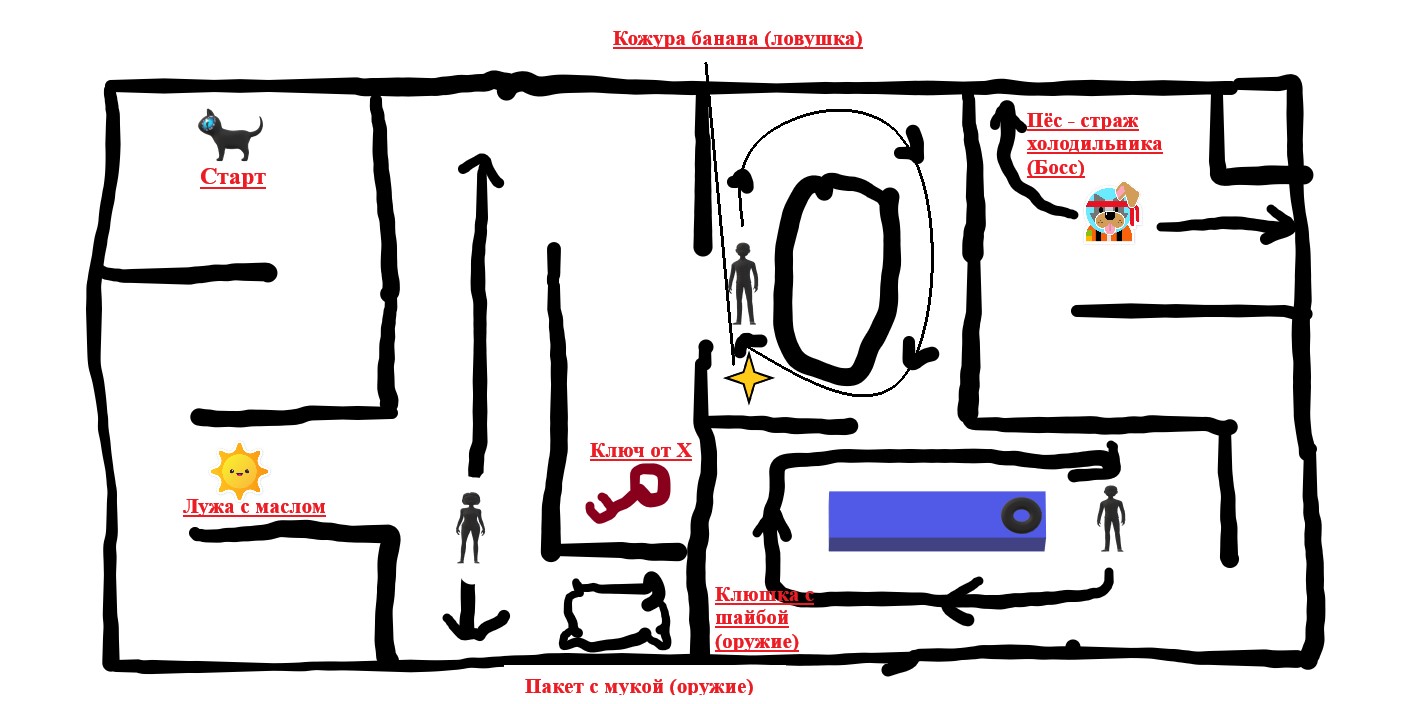 Кожура банана (ловушка)
Старт
Пёс - страж
холодильника
(Босс)
Ключ от Х
Лужа с маслом
Клюшка с
шайбой
(оружие)
Пакет с мукой (оружие)